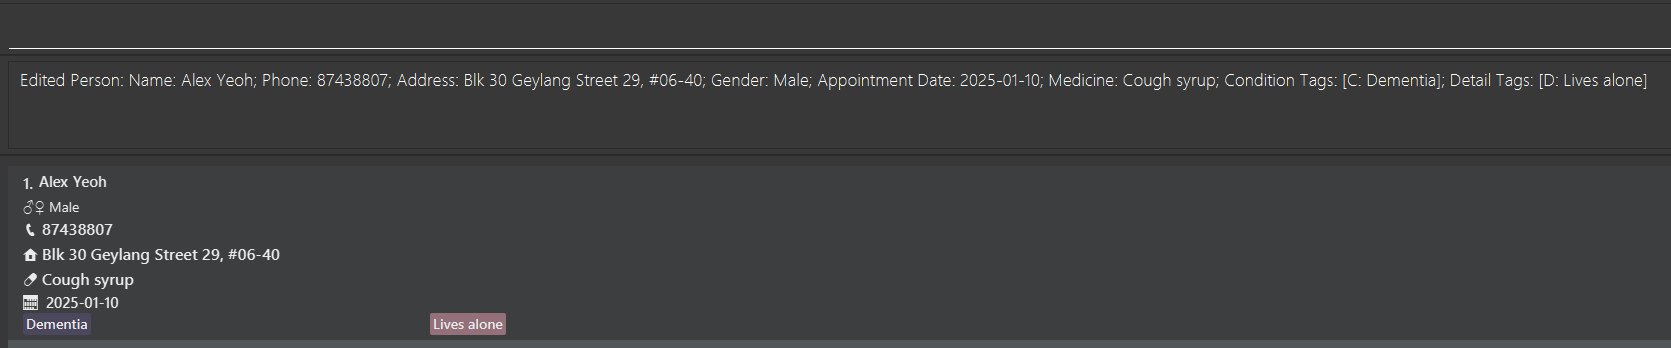 Edited Person: Name: Alex Yeoh; Phone: 87438807; Address: Blk 30 Geylang Street 29, #06-40; Gender: Male; Appointment Date: 2025-01-10; Medicine: Cough syrup; Condition Tags: [C: Dementia]; Detail Tags: [D: Lives alone]
1. Alex Yeoh
♂♀ Male
87438807
Blk 30 Geylang Street 29, #06-40
Cough syrup
2025-01-10
Dementia Lives alone